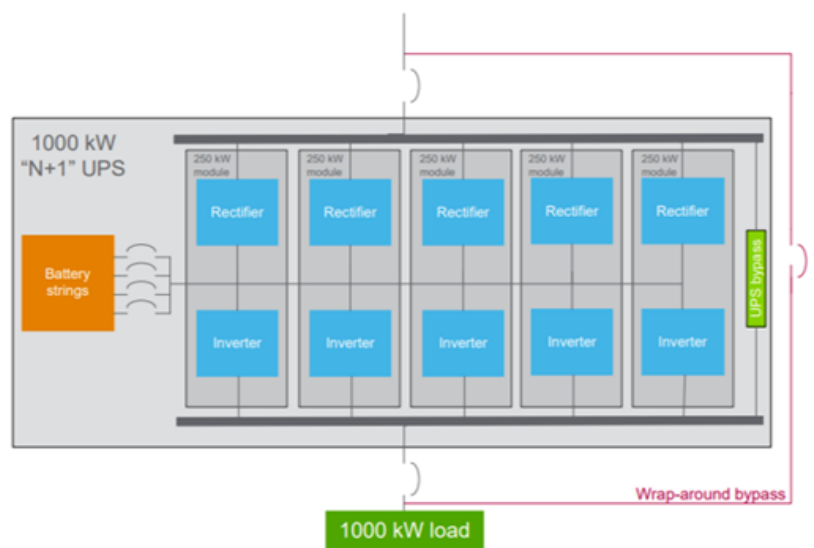 1000 kW
“N+1” UPS
250 kW
module
250 kW
module
250 kW
module
250 kW
module
250 kW
module
Rectifier
Rectifier
Rectifier
Rectifier
Rectifier
Battery
strings
UPS bypass
Inverter
Inverter
Inverter
Inverter
Inverter
Wrap-around bypass
1000 kW load